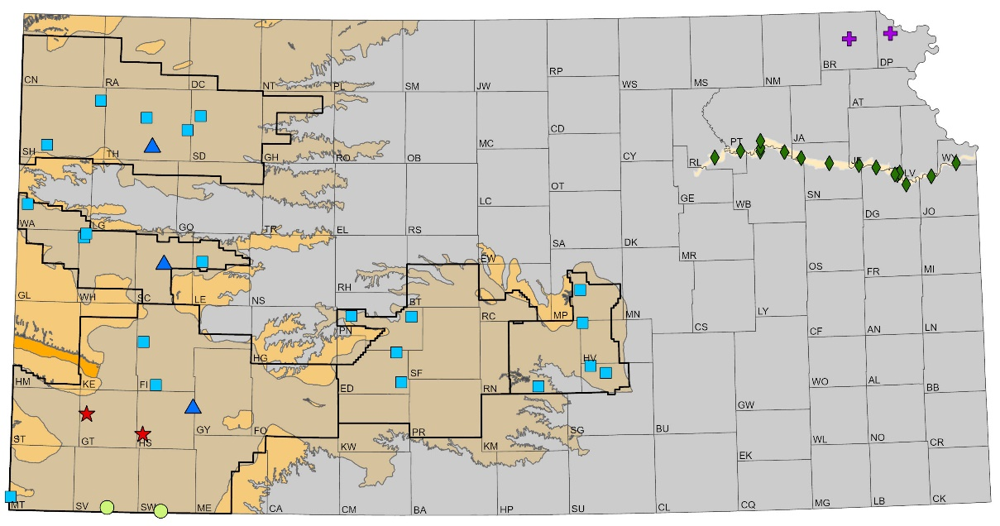 BR DP
CN RA DC NT PL SM JW RP WS MS NM
AT
CD
SH TH SD GH RO OB MC CY RL PT JA JF LV WY
OT
GE WB SN DG JO
WA LG GO TR EL RS LC
SA DK MR OS FR MI
EW
GL WH SC LE NS RH BT RC MP MN CS LY
PN CF AN LN
HG HV
HM KE FI ED SF RN WO AL BB
GW
ST GT HS GY FO PR KW KM SG BU WL NO CR
EK
MT SV SW ME CA CM BA HP SU CL CQ MG LB CK